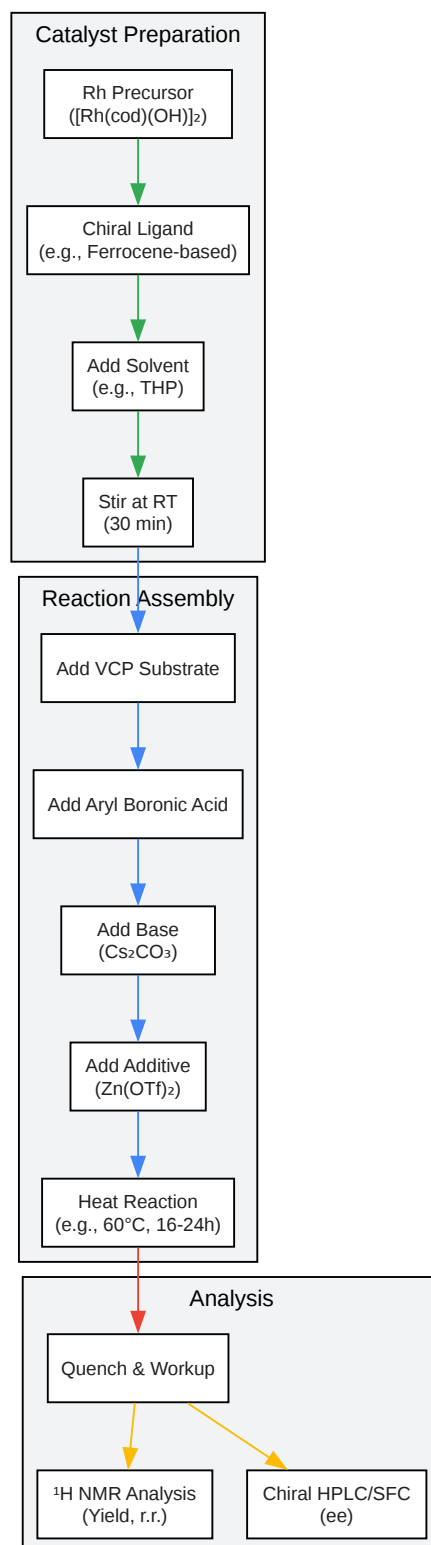 Catalyst Preparation
Rh Precursor
([Rh(cod)(OH)]₂)
Chiral Ligand
(e.g., Ferrocene-based)
Add Solvent
(e.g., THP)
Stir at RT
(30 min)
Reaction Assembly
Add VCP Substrate
Add Aryl Boronic Acid
Add Base
(Cs₂CO₃)
Add Additive
(Zn(OTf)₂)
Heat Reaction
(e.g., 60°C, 16-24h)
Analysis
Quench & Workup
¹H NMR Analysis
(Yield, r.r.)
Chiral HPLC/SFC
(ee)